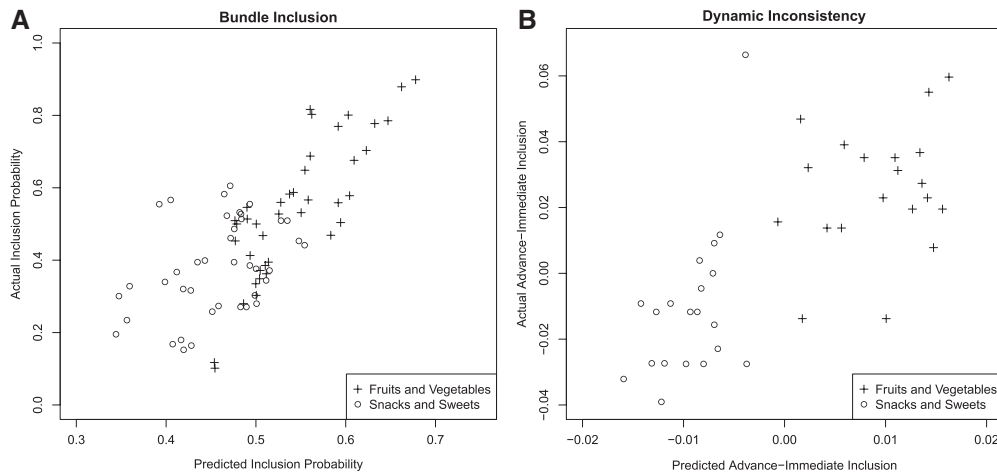 A
Bundle Inclusion
Actual Inclusion Probability
1.0
0.8
0.6
0.4
0.2
0.0
0.3 0.4 0.5 0.6 0.7
Predicted Inclusion Probability
Fruits and Vegetables
Snacks and Sweets
B
Dynamic Inconsistency
Actual Advance−Immediate Inclusion
0.06
0.04
0.02
0.00
−0.02
−0.04
−0.02 −0.01 0.00 0.01 0.02
Predicted Advance−Immediate Inclusion
Fruits and Vegetables
Snacks and Sweets